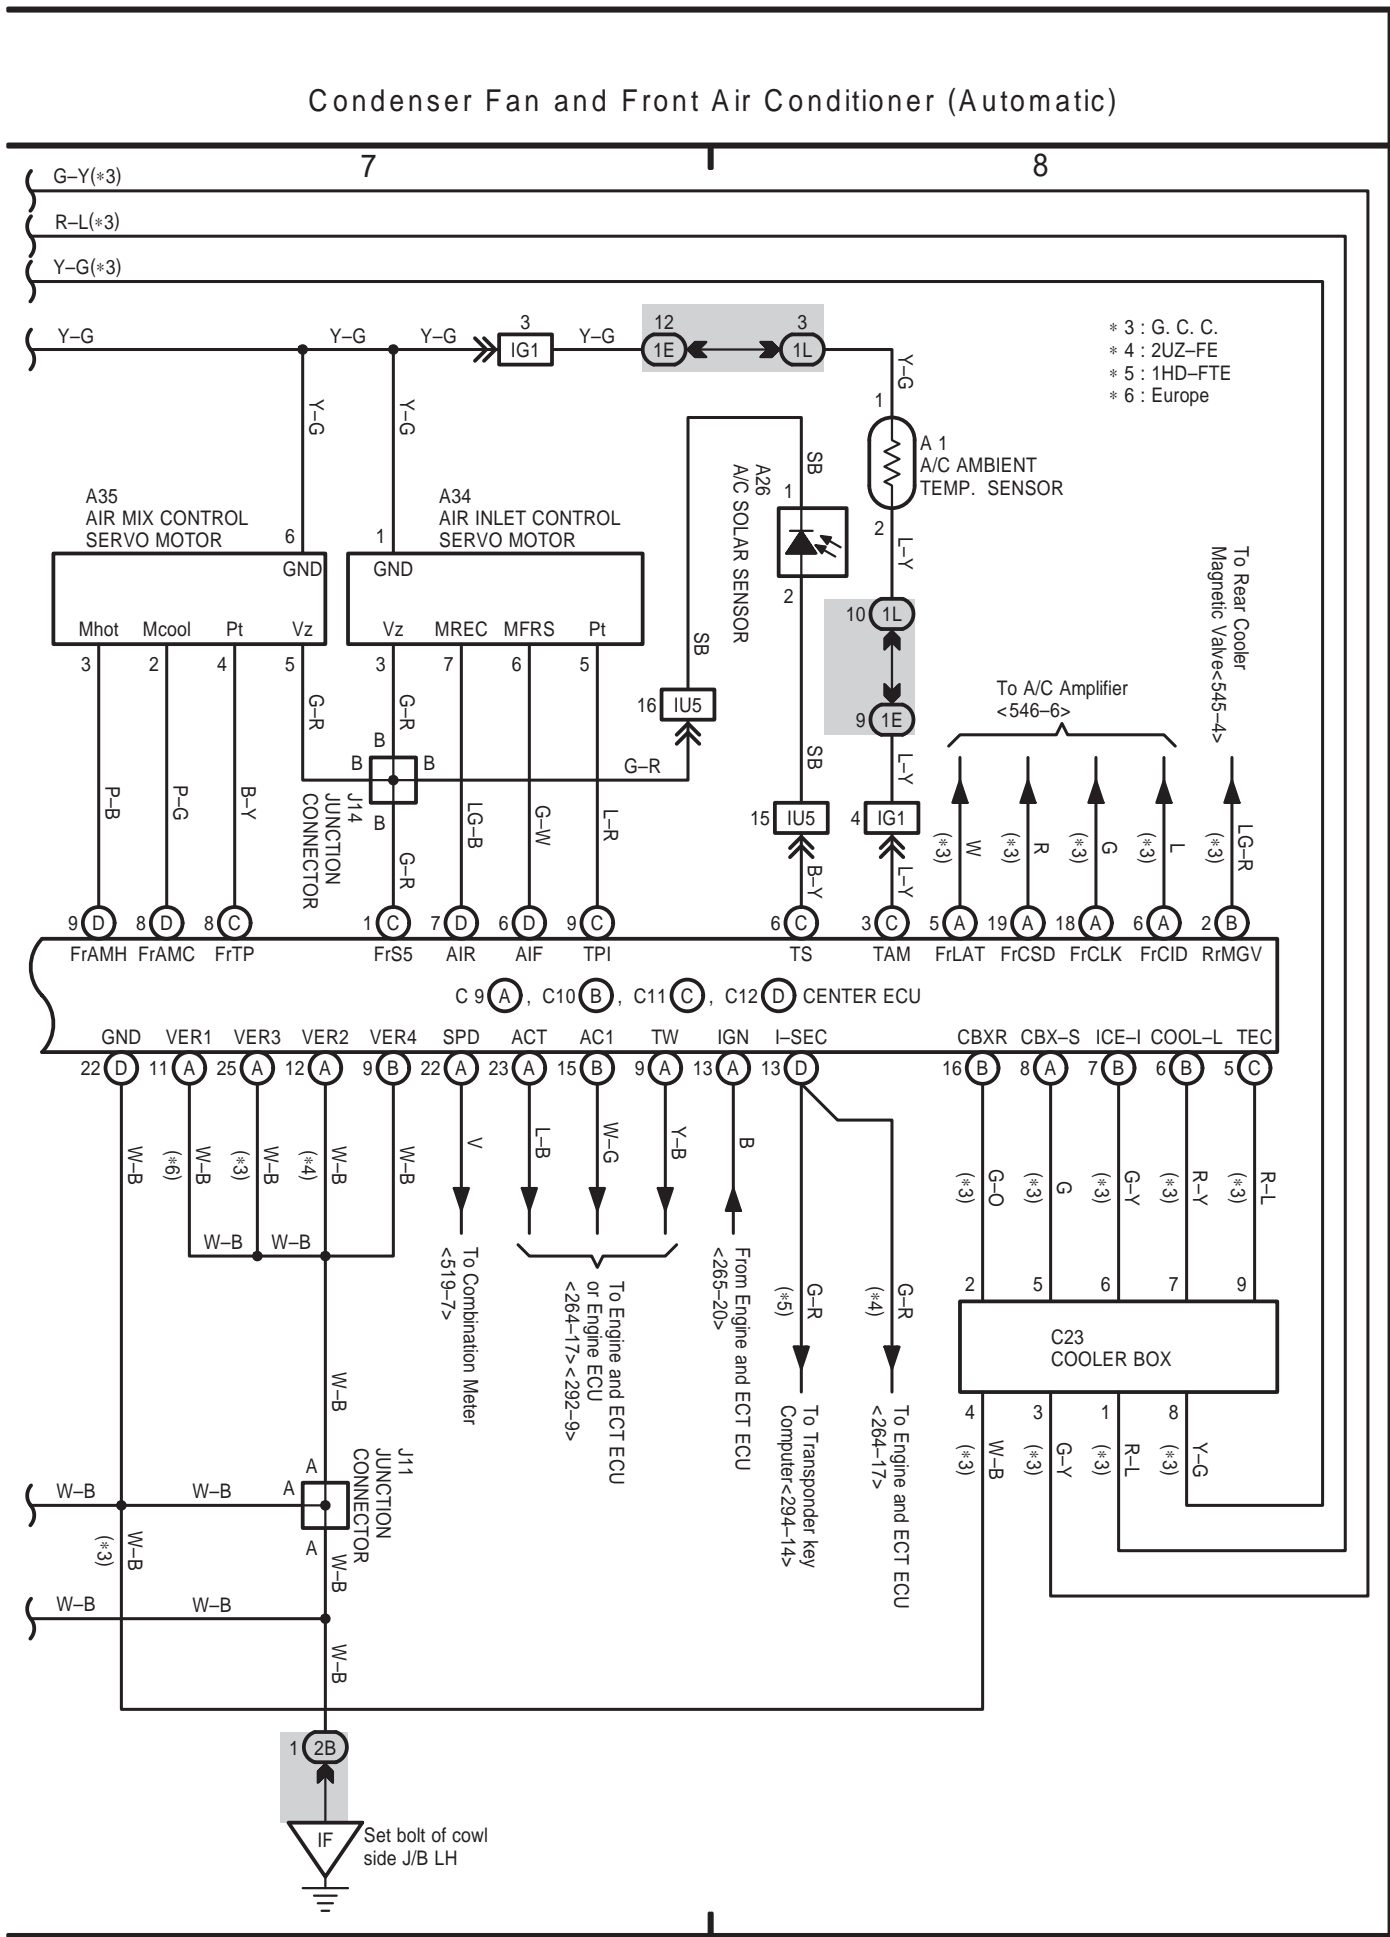 Condenser Fan and Front Air Conditioner (Automatic)
7
8
G–Y(∗3)
R–L(∗3)
Y–G(∗3)
Y–G
Y–G
Y–G
3
IG1
Y–G
12
1E
3
1L
∗ 3 : G. C. C.
∗ 4 : 2UZ–FE
∗ 5 : 1HD–FTE
∗ 6 : Europe
Y–G
Y–G
Y–G
1
A 1
A/C AMBIENT
TEMP. SENSOR
2
L–Y
A26
A/C SOLAR SENSOR
SB
1
2
A35
AIR MIX CONTROL
SERVO MOTOR
6
GND
Mhot
Mcool
Pt
Vz
3
2
4
5
A34
AIR INLET CONTROL
SERVO MOTOR
1
GND
Vz
MREC
MFRS
Pt
3
7
6
5
SB
16
IU5
10
1L
9
1E
To Rear Cooler
Magnetic Valve<545–4>
To A/C Amplifier
<546–6>
G–R
G–R
B
B
B
B
G–R
J14
JUNCTION
CONNECTOR
P–B
P–G
B–Y
G–R
LG–B
G–W
L–R
SB
15
IU5
B–Y
L–Y
4
IG1
L–Y
W
(∗3)
R
(∗3)
G
(∗3)
L
(∗3)
LG–R
(∗3)
9 D
8 D
8 C
1 C
7 D
6 D
9 C
6 C
3 C
5 A
19 A
18 A
6 A
2 B
FrAMH
FrAMC
FrTP
FrS5
AIR
AIF
TPI
TS
TAM
FrLAT
FrCSD
FrCLK
FrCID
RrMGV
C 9 A , C10 B , C11 C , C12 D CENTER ECU
GND
VER1
VER3
VER2
VER4
SPD
ACT
AC1
TW
IGN
I–SEC
CBXR
CBX–S
ICE–I
COOL–L
TEC
22 D
11 A
25 A
12 A
9 B
22 A
23 A
15 B
9 A
13 A
13 D
16 B
8 A
7 B
6 B
5 C
W–B
W–B
(∗6)
W–B
(∗3)
W–B
(∗4)
W–B
V
L–B
W–G
Y–B
B
G–O
(∗3)
G
(∗3)
G–Y
(∗3)
R–Y
(∗3)
R–L
(∗3)
W–B
W–B
To Combination Meter
<519–7>
To Engine and ECT ECU
or Engine ECU
<264–17><292–9>
From Engine and ECT ECU
<265–20>
G–R
(∗5)
G–R
(∗4)
To Transponder key
Computer<294–14>
To Engine and ECT ECU
<264–17>
2
5
6
7
9
C23
COOLER BOX
4
3
1
8
W–B
(∗3)
G–Y
(∗3)
R–L
(∗3)
Y–G
(∗3)
W–B
J11
JUNCTION
CONNECTOR
A
A
A
W–B
W–B
W–B
(∗3)
W–B
W–B
W–B
W–B
1
2B
IF
Set bolt of cowl
side J/B LH